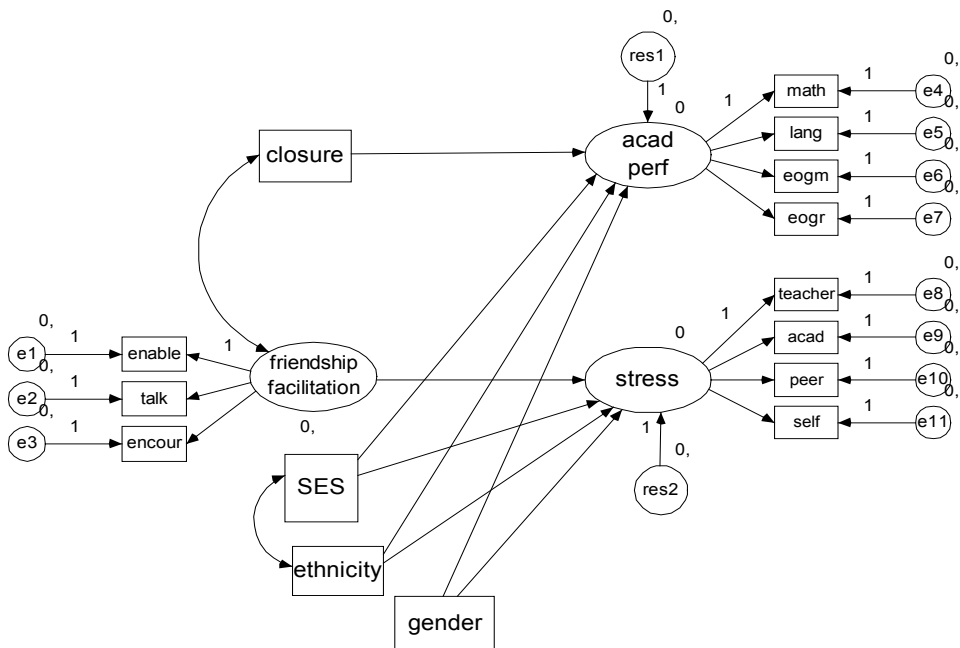 0,
res1
1
0
closure
acad
perf
1
math
1
0,
e4
lang
1
0,
e5
eogm
1
0,
e6
eogr
1
0,
e7
0,
e1
1
enable
1
0,
e2
1
talk
0,
e3
1
encour
friendship
facilitation
0,
0
stress
1
teacher
1
0,
e8
acad
1
0,
e9
peer
1
0,
e10
self
1
0,
e11
1
0,
res2
SES
ethnicity
gender